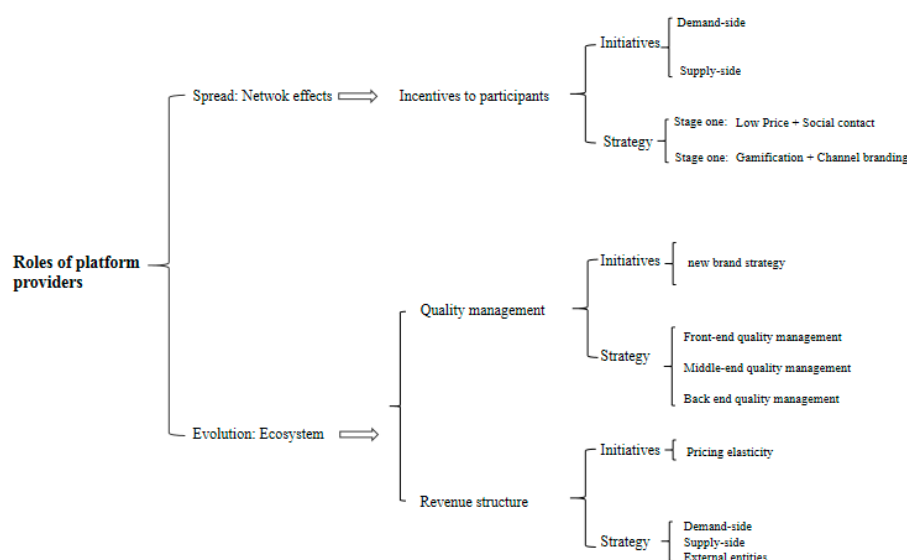 Demand-side
Initiatives
Supply-side
Spread: Netwok effects
Incentives to participants
Stage one: Low Price + Social contact
Strategy
Stage one: Gamification + Channel branding
Roles of platform
providers
Initiatives
new brand strategy
Quality management
Front-end quality management
Strategy
Middle-end quality management
Back end quality management
Evolution: Ecosystem
Initiatives
Pricing elasticity
Revenue structure
Demand-side
Strategy
Supply-side
External entities